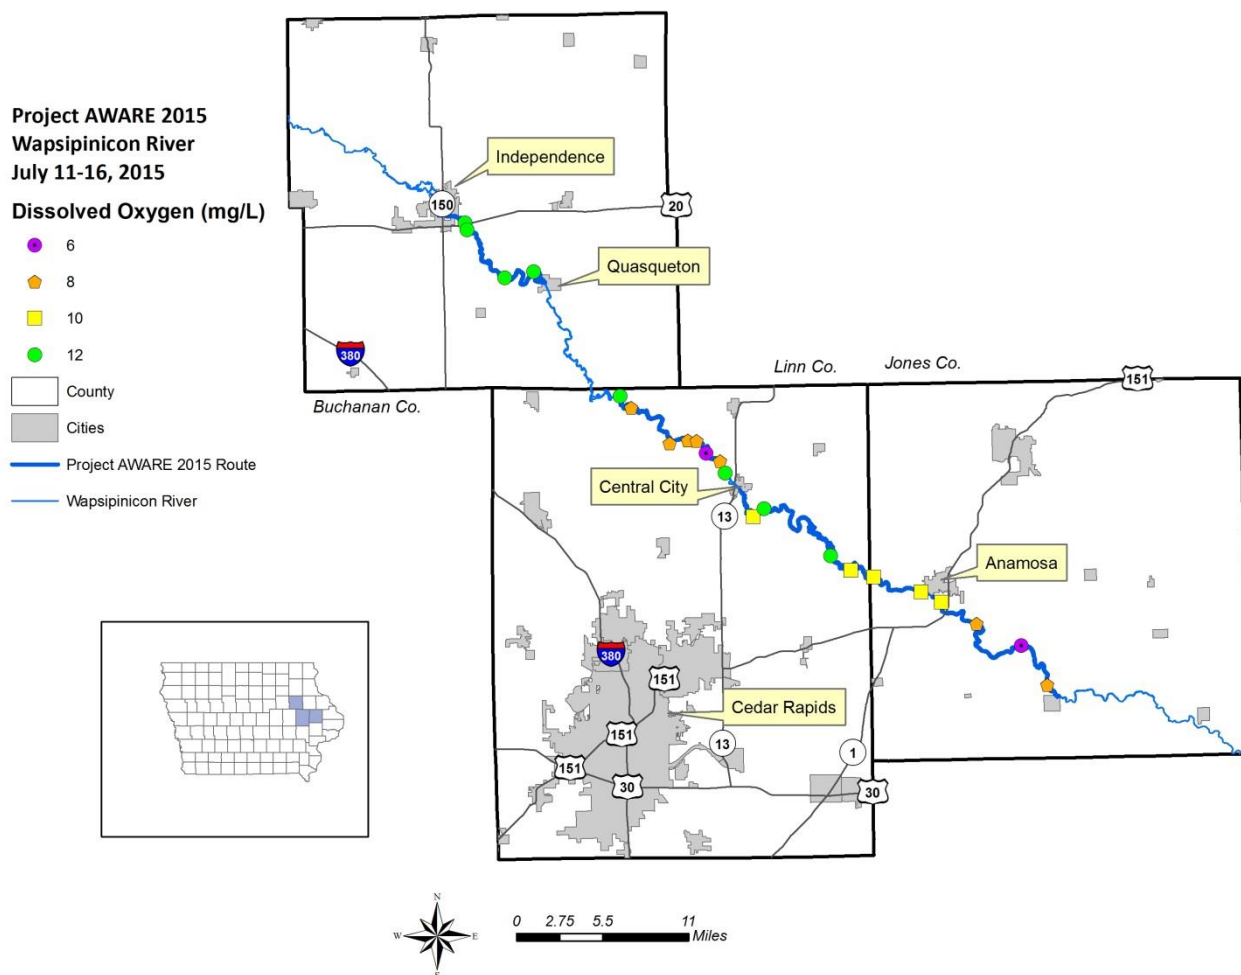 Project AWARE 2015
Wapsipinicon River
July 11-16, 2015
Dissolved Oxygen (mg/L)
6
8
10
12
County
Cities
Project AWARE 2015 Route
Wapsipinicon River
Independence
150
20
Quasqueton
380
Buchanan Co.
Linn Co.
Jones Co.
151
Central City
13
Anamosa
380
151
Cedar Rapids
151
13
1
151
30
30
N
W
E
S
0 2.75 5.5 11
Miles